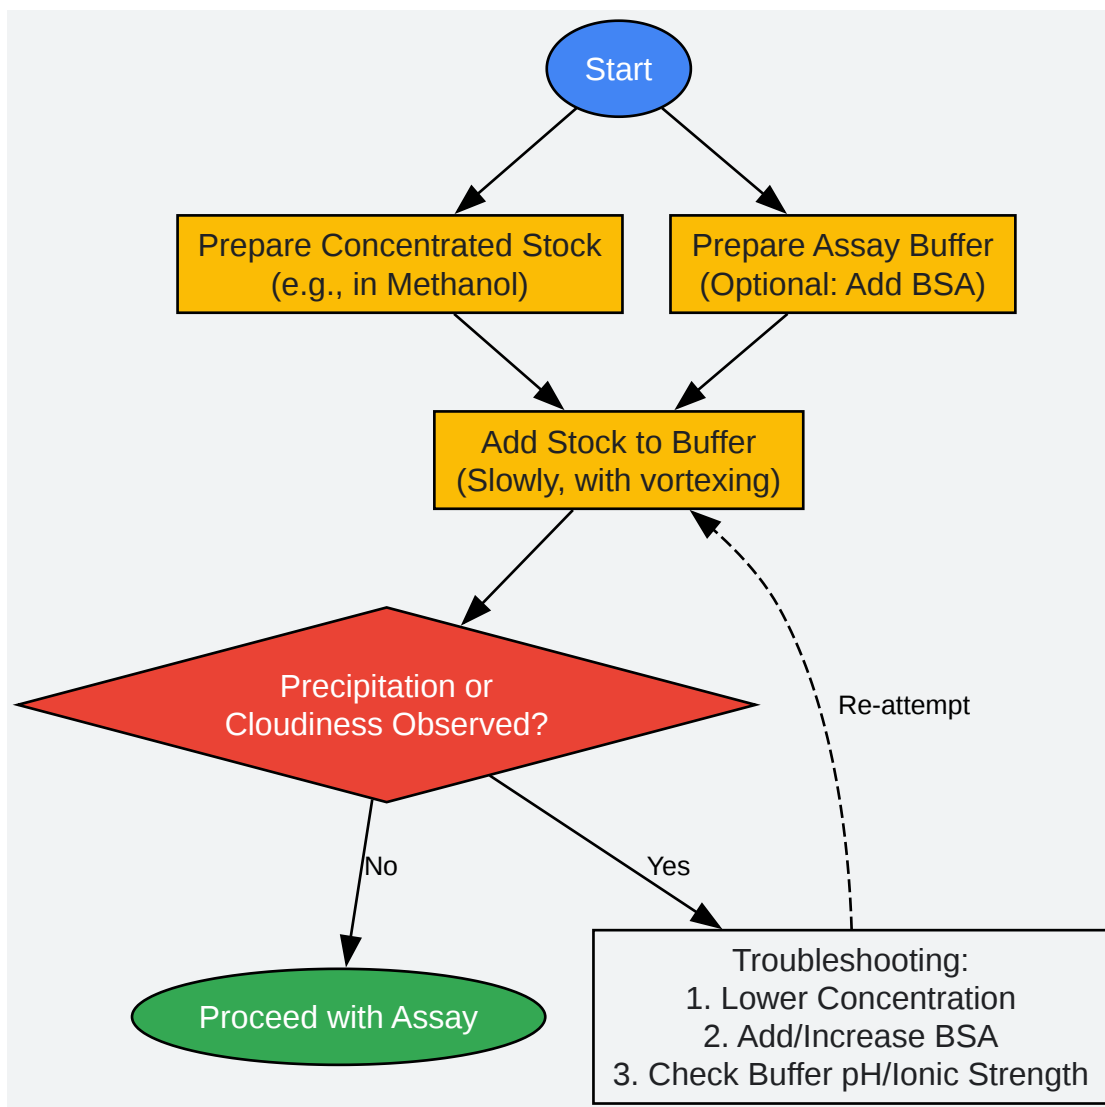 Start
Prepare Concentrated Stock
(e.g., in Methanol)
Prepare Assay Buffer
(Optional: Add BSA)
Add Stock to Buffer
(Slowly, with vortexing)
Precipitation or
Cloudiness Observed?
Re-attempt
No
Yes
Proceed with Assay
Troubleshooting:
1. Lower Concentration
2. Add/Increase BSA
3. Check Buffer pH/Ionic Strength